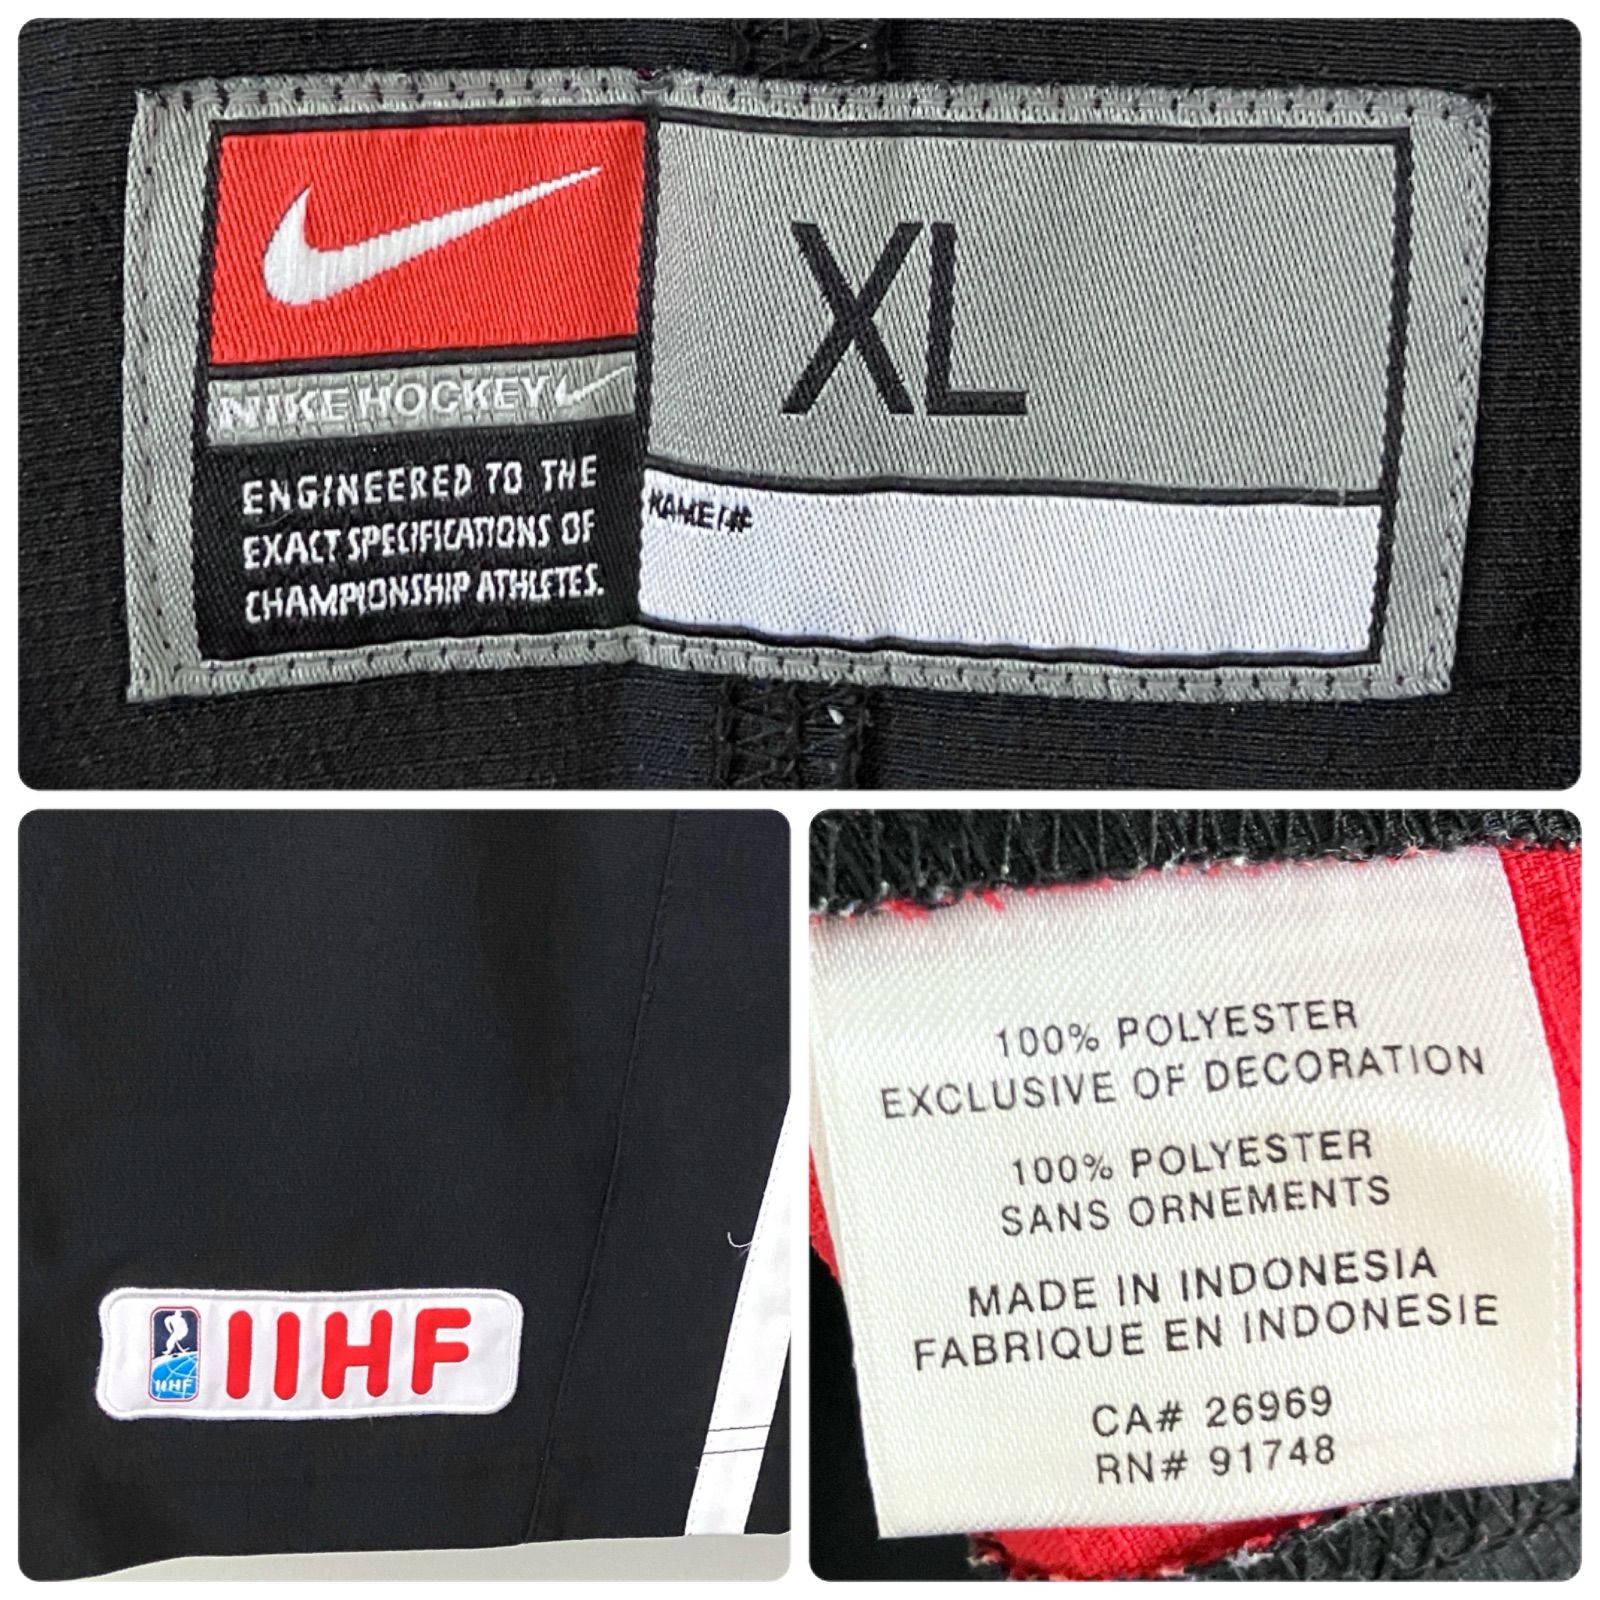 XL
NIKE HOCKEY
ENGINEERED TO THE
EXACT SPECIFICATIONS OF
CHAMPIONSHIP ATHLETES.
NAME/#
IIHF
IIHF
100% POLYESTER
EXCLUSIVE OF DECORATION
100% POLYESTER
SANS ORNEMENTS
MADE IN INDONESIA
FABRIQUE EN INDONESIE
CA# 26969
RN# 91748